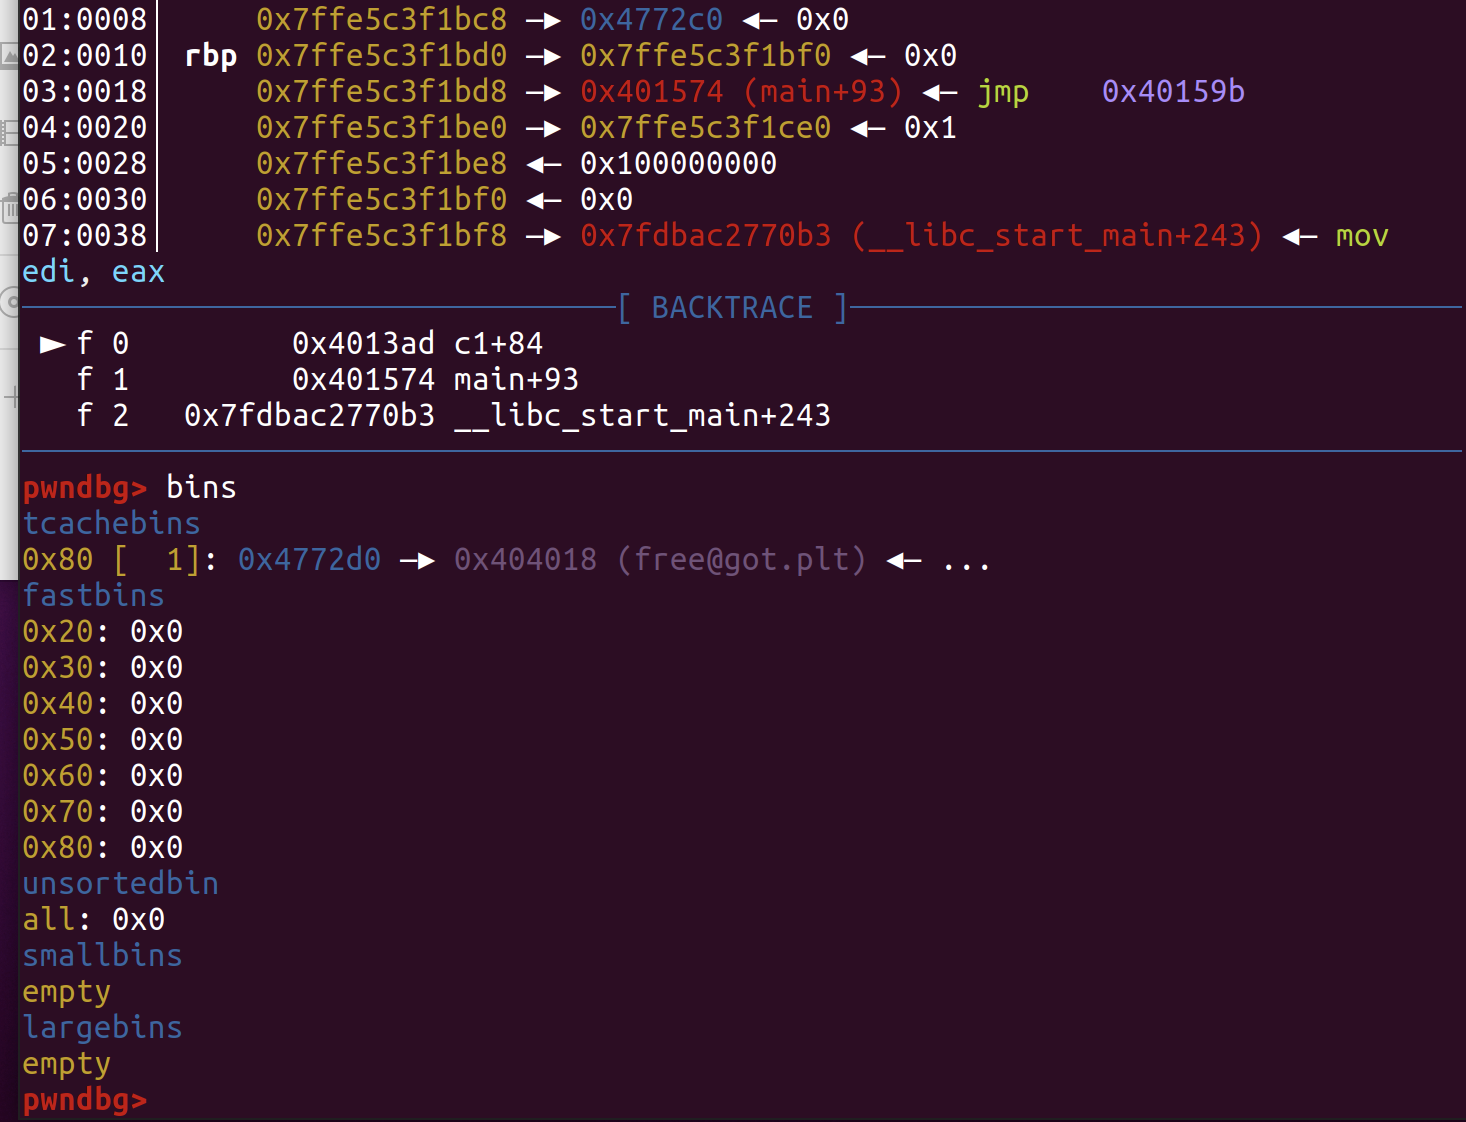 01:0008│ 0x7ffe5c3f1bc8 —▸ 0x4772c0 ◂— 0x0
02:0010│ rbp 0x7ffe5c3f1bd0 —▸ 0x7ffe5c3f1bf0 ◂— 0x0
03:0018│ 0x7ffe5c3f1bd8 —▸ 0x401574 (main+93) ◂— jmp 0x40159b
04:0020│ 0x7ffe5c3f1be0 —▸ 0x7ffe5c3f1ce0 ◂— 0x1
05:0028│ 0x7ffe5c3f1be8 ◂— 0x100000000
06:0030│ 0x7ffe5c3f1bf0 ◂— 0x0
07:0038│ 0x7ffe5c3f1bf8 —▸ 0x7fdbac2770b3 (__libc_start_main+243) ◂— mov
edi, eax
[ BACKTRACE ]
► f 0 0x4013ad c1+84
f 1 0x401574 main+93
f 2 0x7fdbac2770b3 __libc_start_main+243
pwndbg> bins
tcachebins
0x80 [ 1]: 0x4772d0 —▸ 0x404018 (free@got.plt) ◂— ...
fastbins
0x20: 0x0
0x30: 0x0
0x40: 0x0
0x50: 0x0
0x60: 0x0
0x70: 0x0
0x80: 0x0
unsortedbin
all: 0x0
smallbins
empty
largebins
empty
pwndbg>